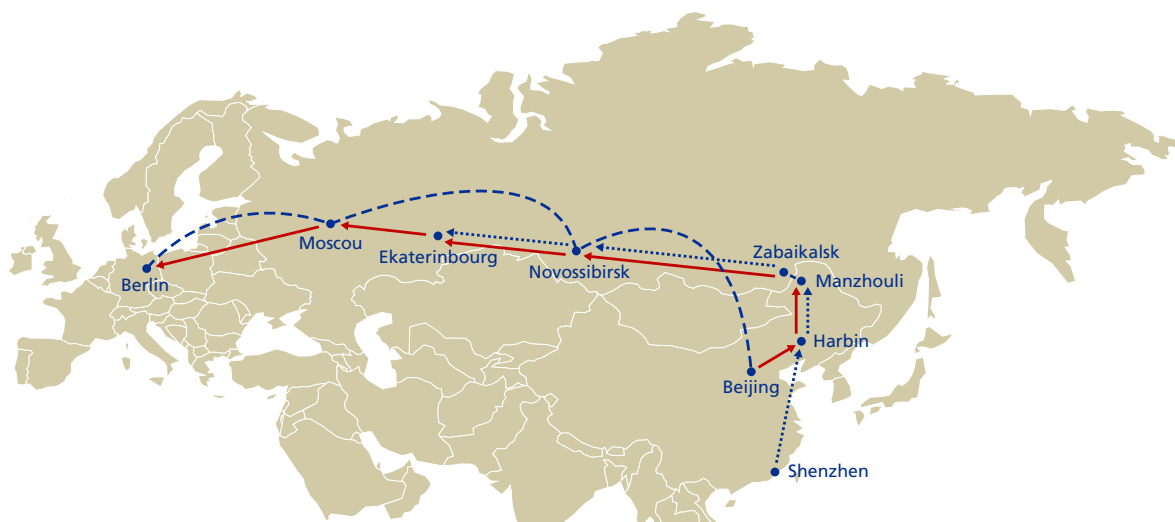 Moscou
Ekaterinbourg
Novossibirsk
Zabaikalsk
Manzhouli
Berlin
Harbin
Beijing
Shenzhen